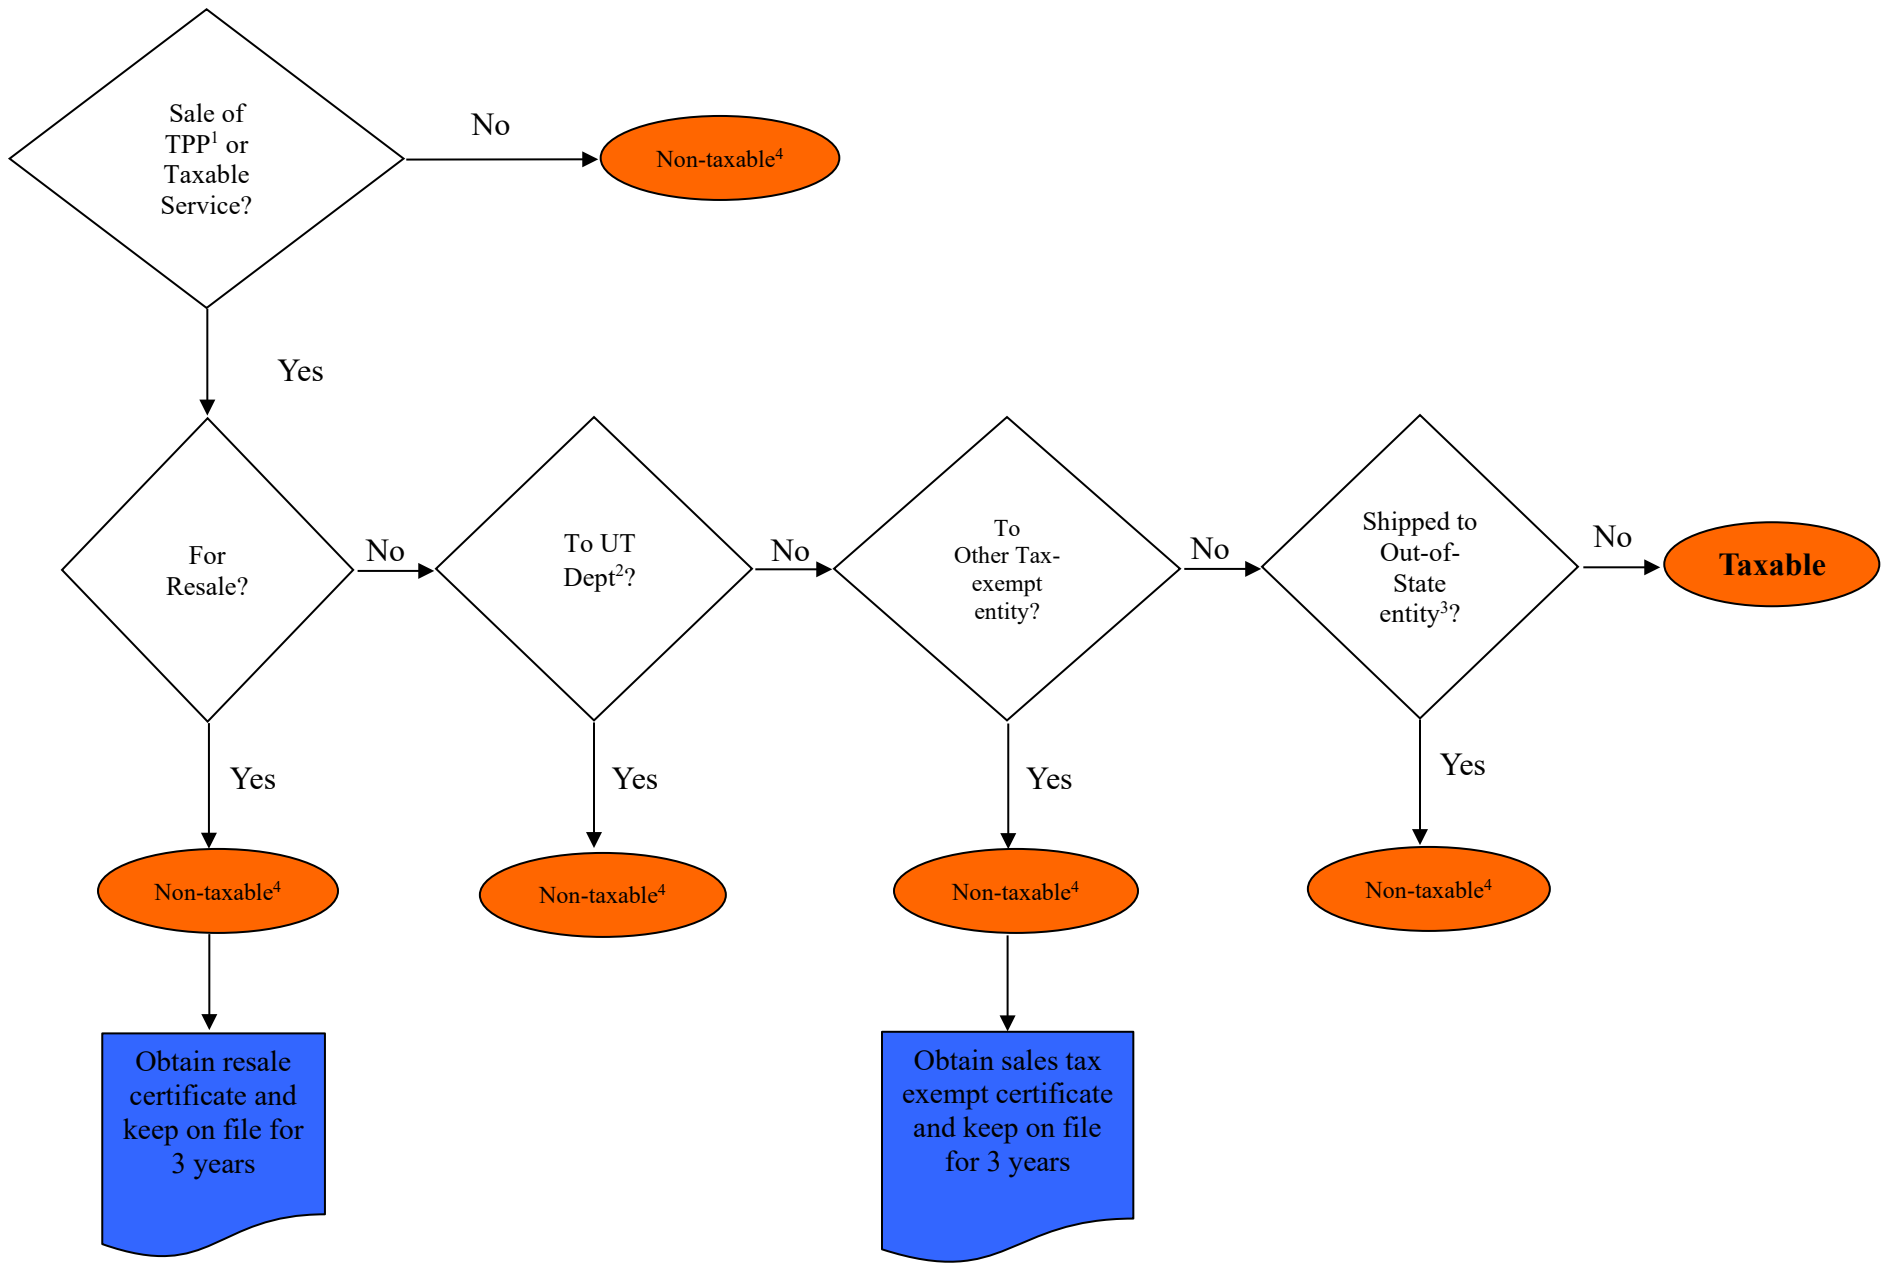 Sale of
TPP¹ or
Taxable
Service?
No
Non-taxable⁴
Yes
For
Resale?
No
To UT
Dept²?
No
To
Other Tax-
exempt
entity?
No
Shipped to
Out-of-
State
entity³?
No
Taxable
Yes
Yes
Yes
Yes
Non-taxable⁴
Non-taxable⁴
Non-taxable⁴
Non-taxable⁴
Obtain resale
certificate and
keep on file for
3 years
Obtain sales tax
exempt certificate
and keep on file
for 3 years